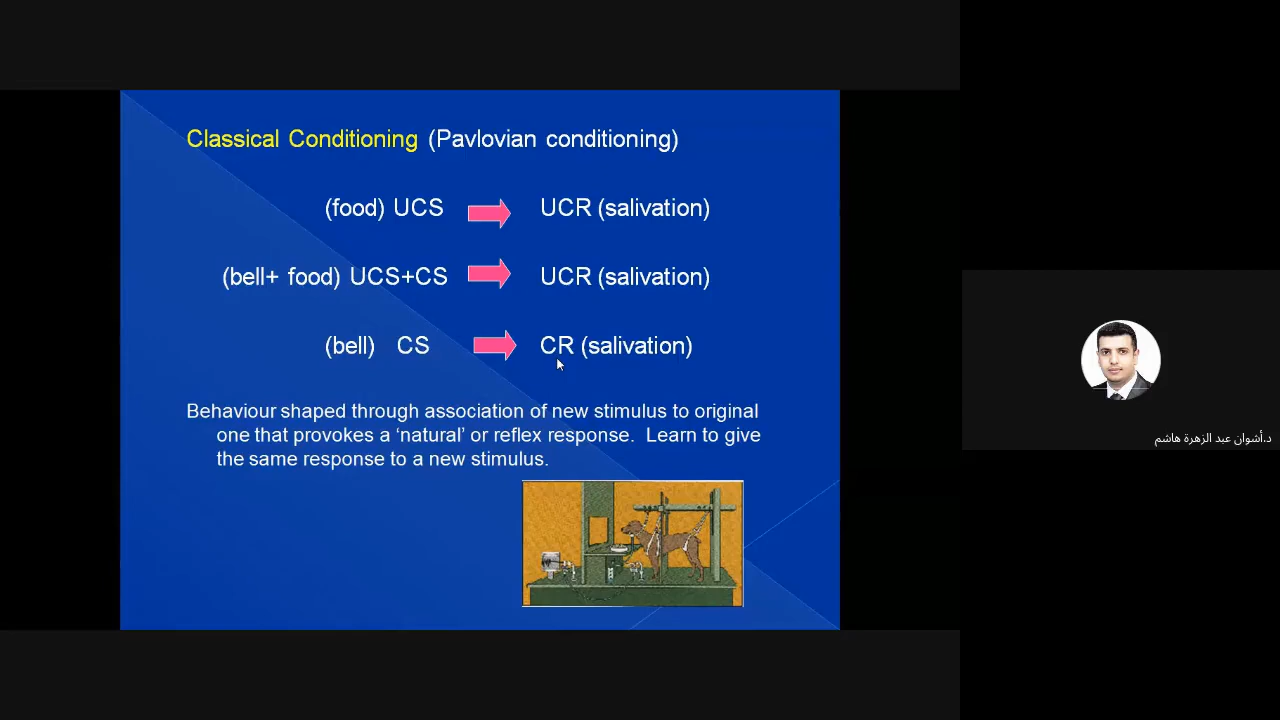 Classical Conditioning (Pavlovian conditioning)
(food) UCS UCR (salivation)
(bell+ food) UCS+CS UCR (salivation)
(bell) CS CR (salivation)
Behaviour shaped through association of new stimulus to original
one that provokes a ‘natural’ or reflex response. Learn to give
the same response to a new stimulus.
د.أشوان عبد الزهرة هاشم